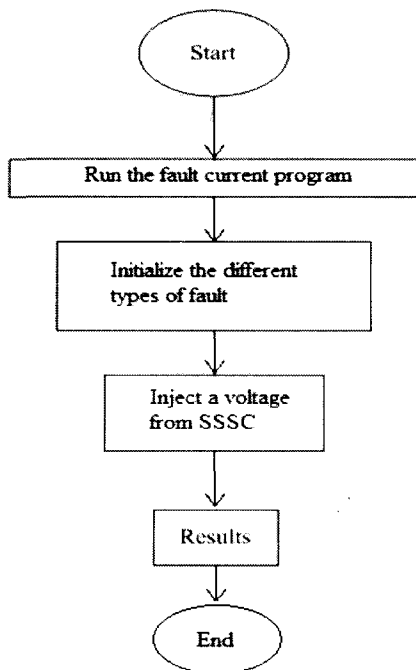 Start
Run the fault current program
Initialize the different
types of fault
Inject a voltage
from SSSC
Results
End